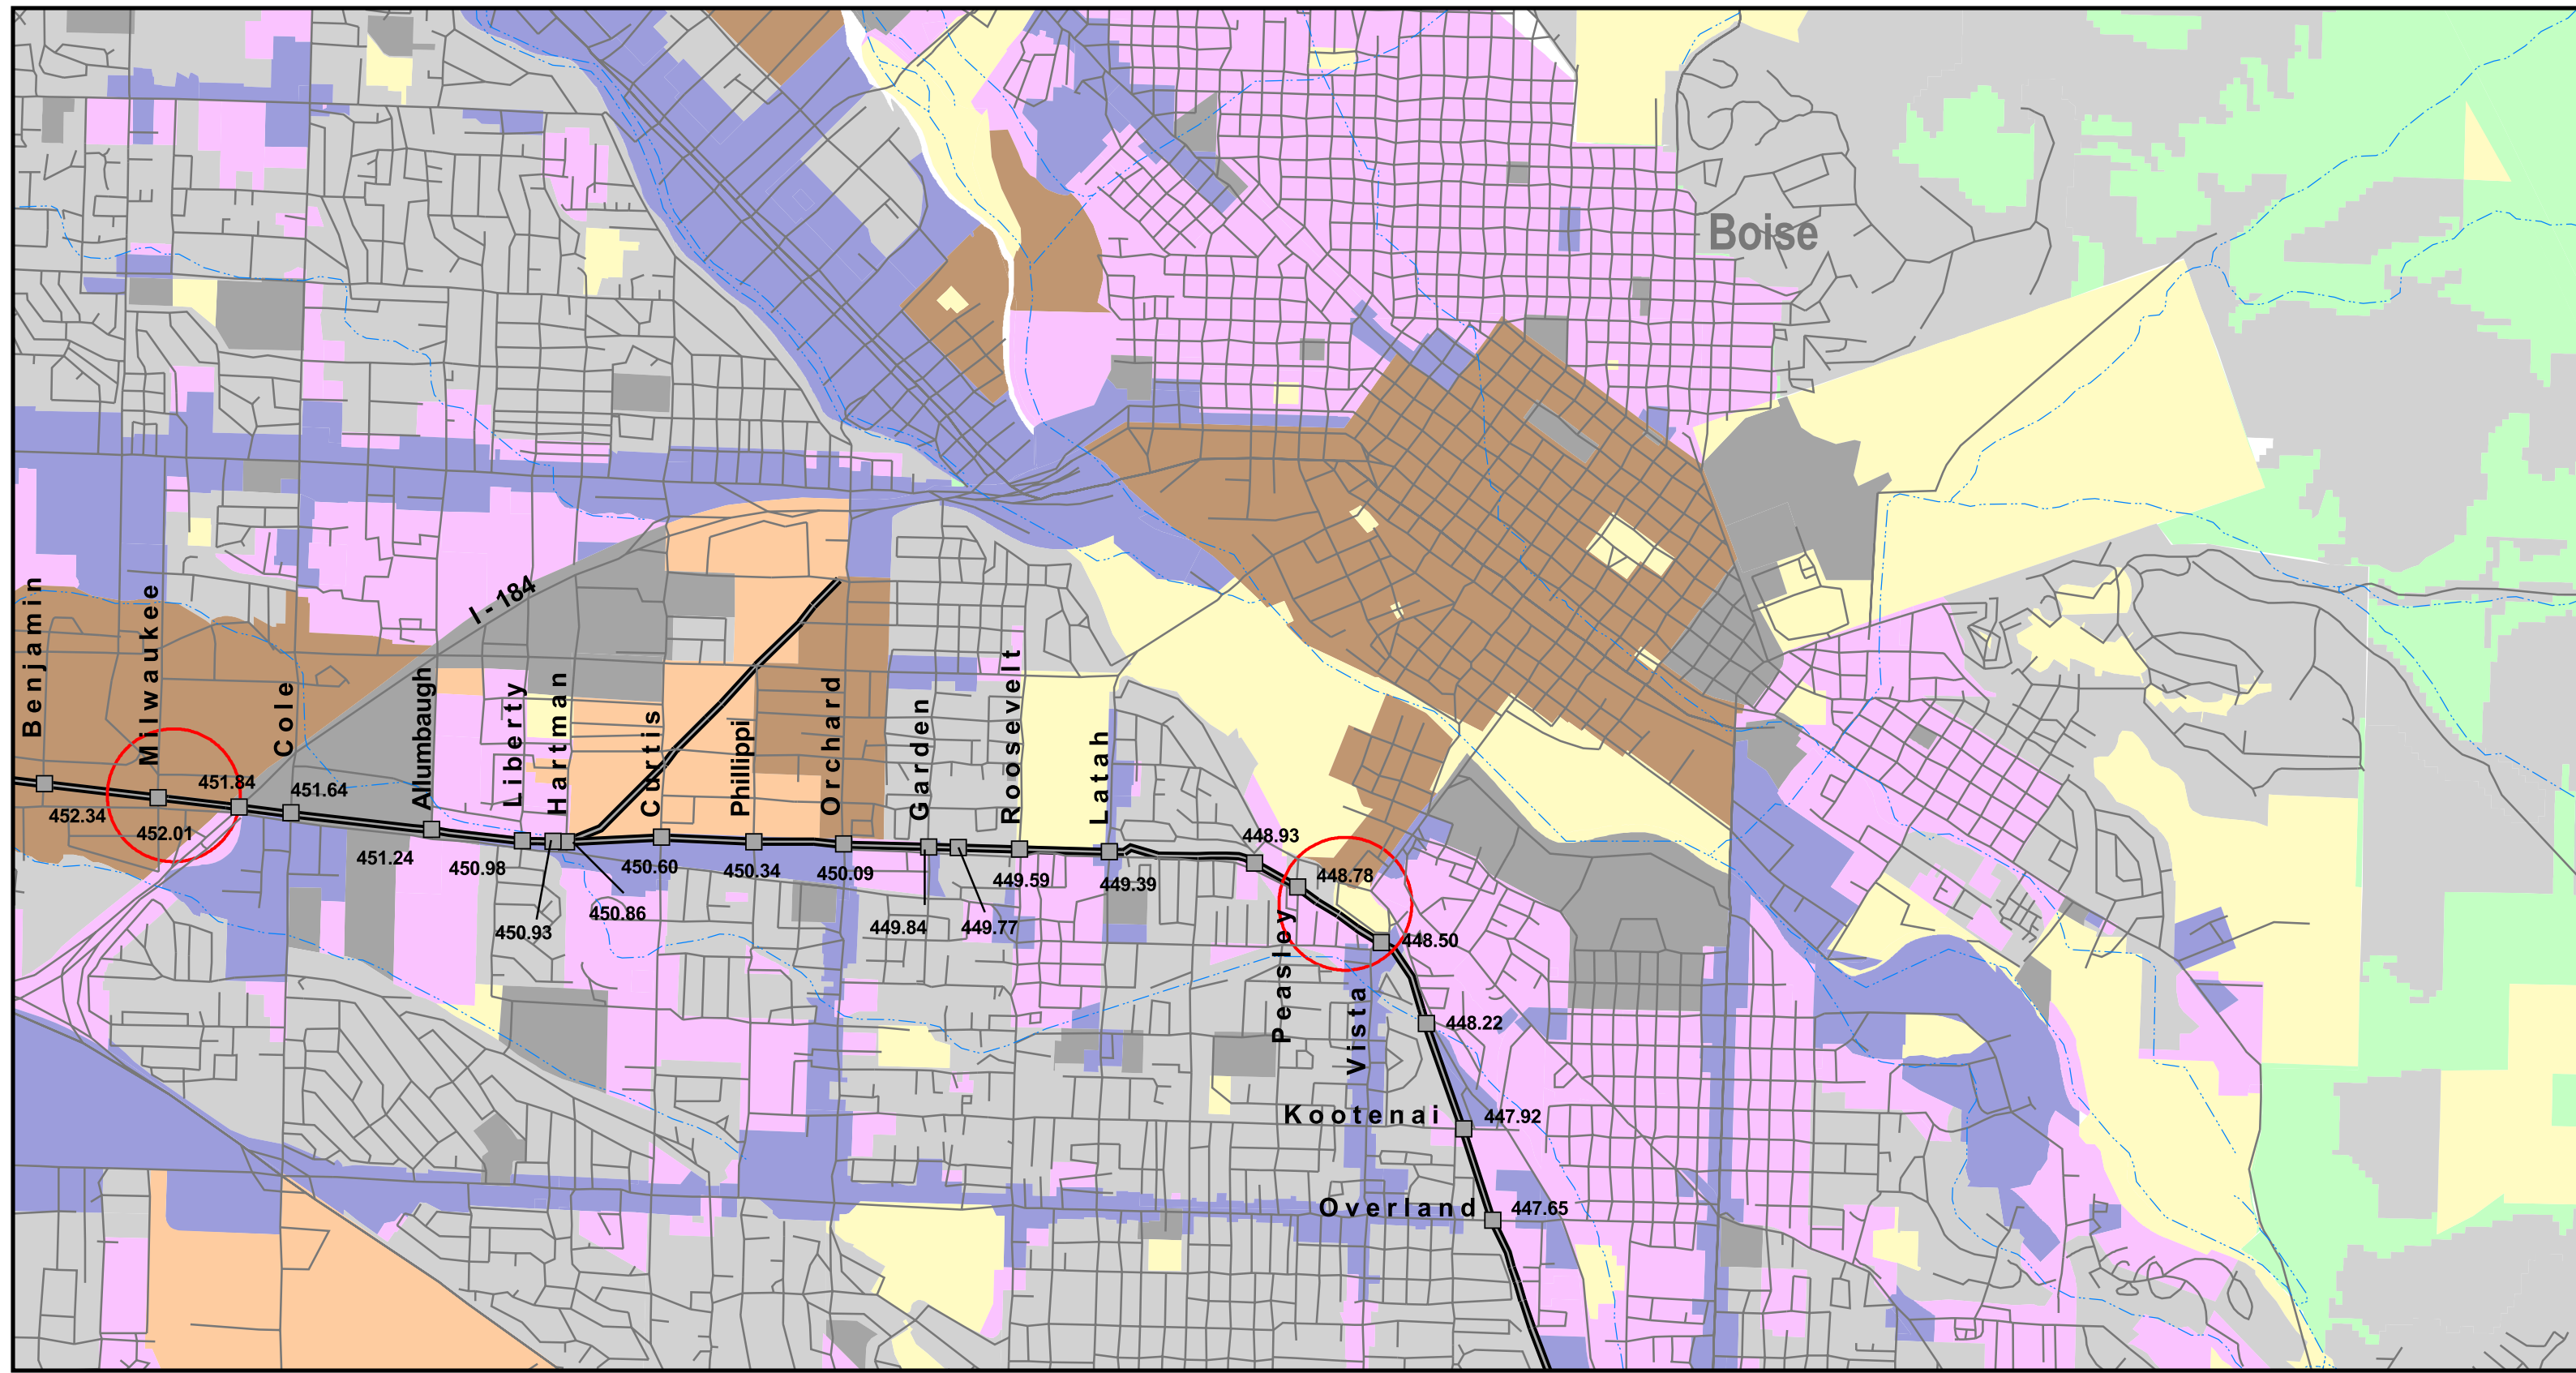 Boise
I - 184
Benjamin
Milwaukee
Cole
Allumbaugh
Liberty
Hartman
Curtis
Phillippi
Orchard
Garden
Roosevelt
Latah
452.34
452.01
451.84
451.64
451.24
450.98
450.93
450.86
450.60
450.34
450.09
449.84
449.77
449.59
449.39
448.93
448.78
448.50
Peasley
Vista
448.22
Kootenai
447.92
Overland
447.65